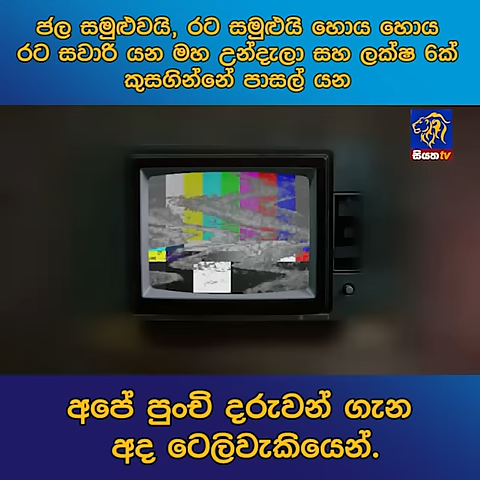 ජල සමුළුවයි, රට සමුළුයි හොය හොය
රට සවාරි යන මහ උන්දැලා සහ ලක්ෂ 6ක්
කුසගින්නේ පාසල් යන
සියත tv
අපේ පුංචි දරුවන් ගැන
අද ටෙලිවැකියෙන්.